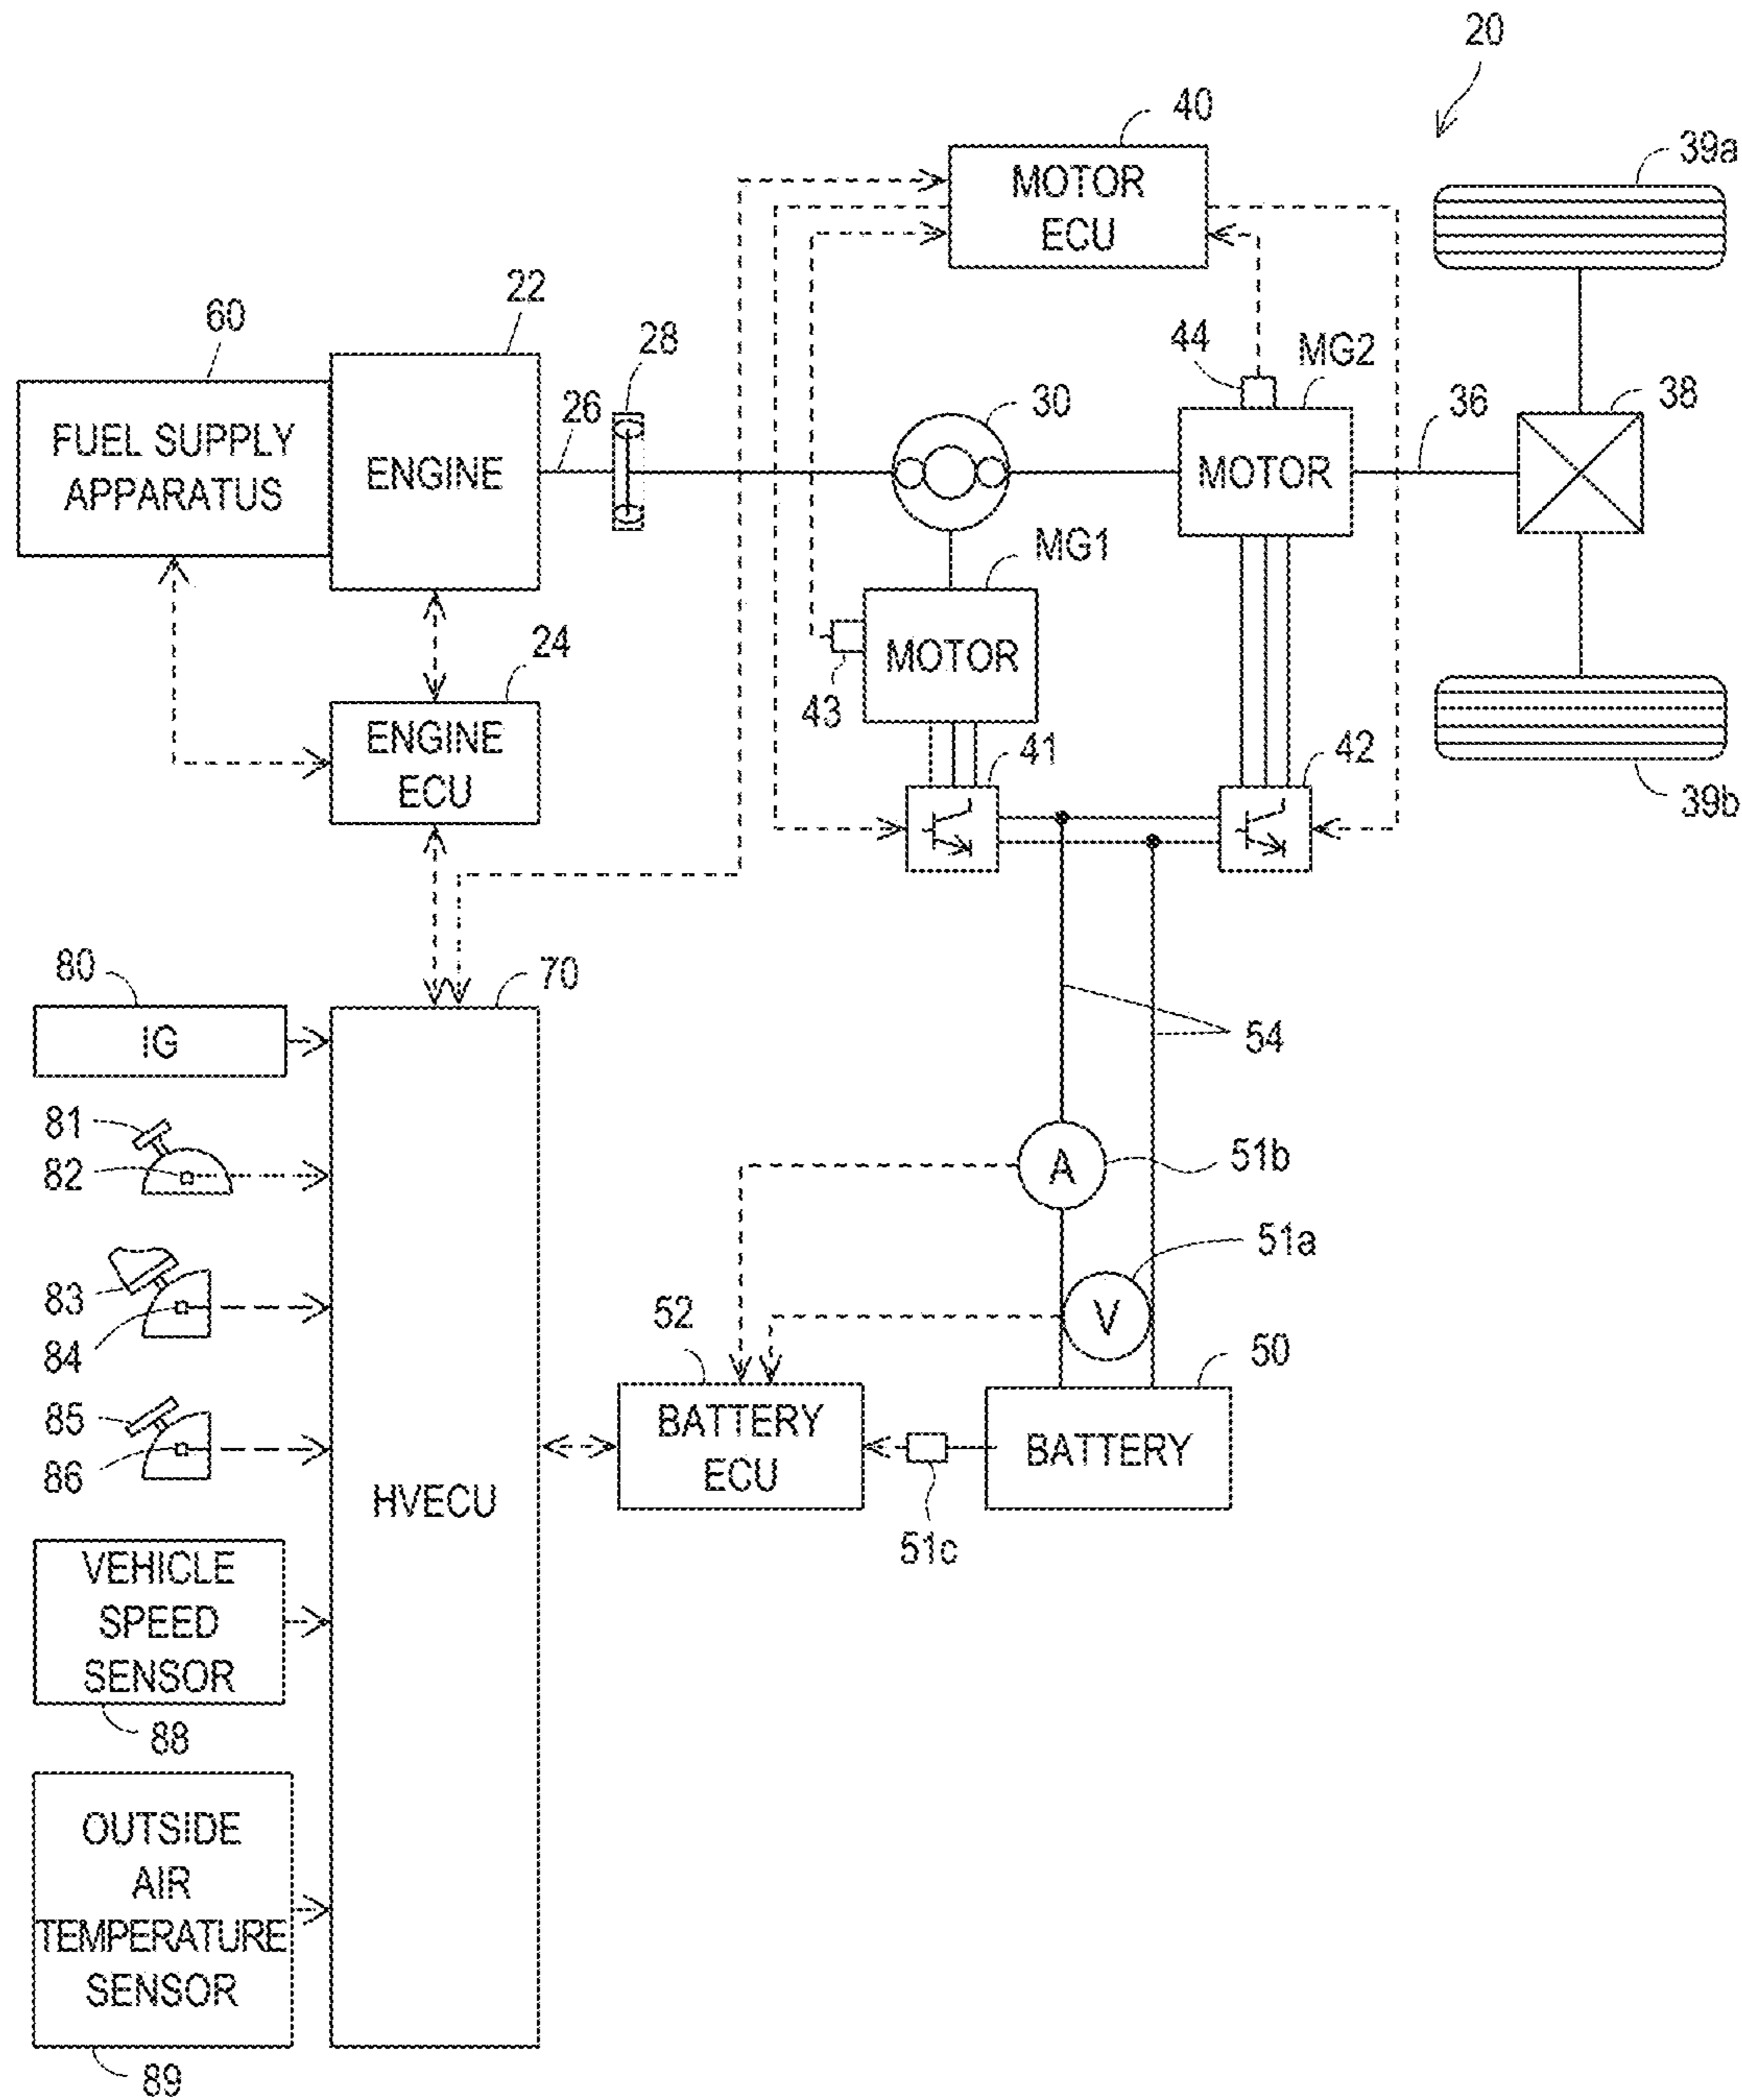 20
40
39a
MOTOR
ECU
22
60
28
44
MG2
26
30
36
38
FUEL SUPPLY
APPARATUS
ENGINE
MOTOR
MG1
24
MOTOR
43
ENGINE
ECU
41
42
39b
80
70
IG
54
81
82
A
51b
83
84
51a
V
52
50
85
86
BATTERY
ECU
BATTERY
HVECU
51c
VEHICLE
SPEED
SENSOR
88
OUTSIDE
AIR
TEMPERATURE
SENSOR
89